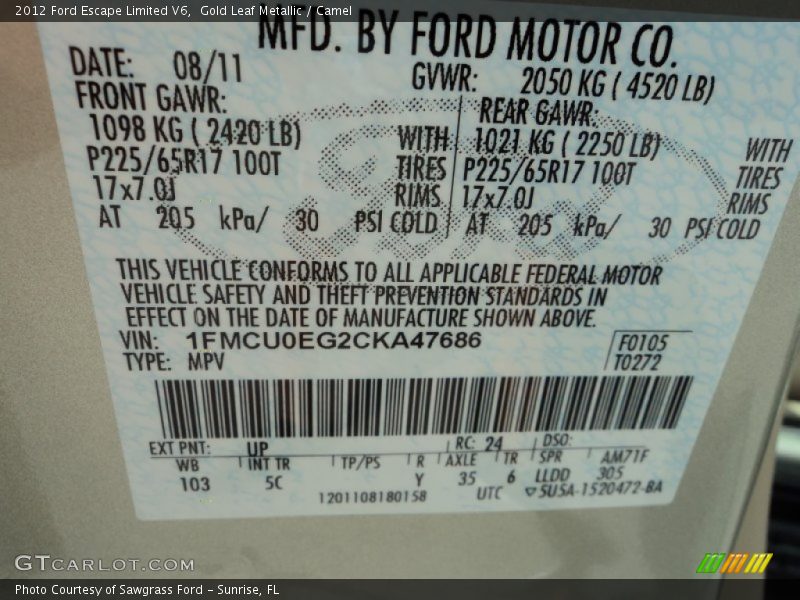 2012 Ford Escape Limited V6,  Gold Leaf Metallic / Camel
MFD. BY FORD MOTOR CO.
DATE: 08/11 GVWR: 2050 KG ( 4520 LB)
FRONT GAWR: REAR GAWR:
1098 KG ( 2420 LB) WITH 1021 KG ( 2250 LB) WITH
P225/65R17 100T TIRES P225/65R17 100T TIRES
17x7.0J RIMS 17x7.0J RIMS
AT 205 kPa/ 30 PSI COLD AT 205 kPa/ 30 PSI COLD
THIS VEHICLE CONFORMS TO ALL APPLICABLE FEDERAL MOTOR
VEHICLE SAFETY AND THEFT PREVENTION STANDARDS IN
EFFECT ON THE DATE OF MANUFACTURE SHOWN ABOVE.
VIN: 1FMCU0EG2CKA47686 F0105
TYPE: MPV T0272
EXT PNT: UP RC: 24 DSO:
WB INT TR TP/PS R AXLE TR SPR AM71F
103 5C Y 35 6 LLDD 305
1201108180158 UTC ▽5U5A-1520472-BA
GTCARLOT.COM
Photo Courtesy of Sawgrass Ford - Sunrise, FL